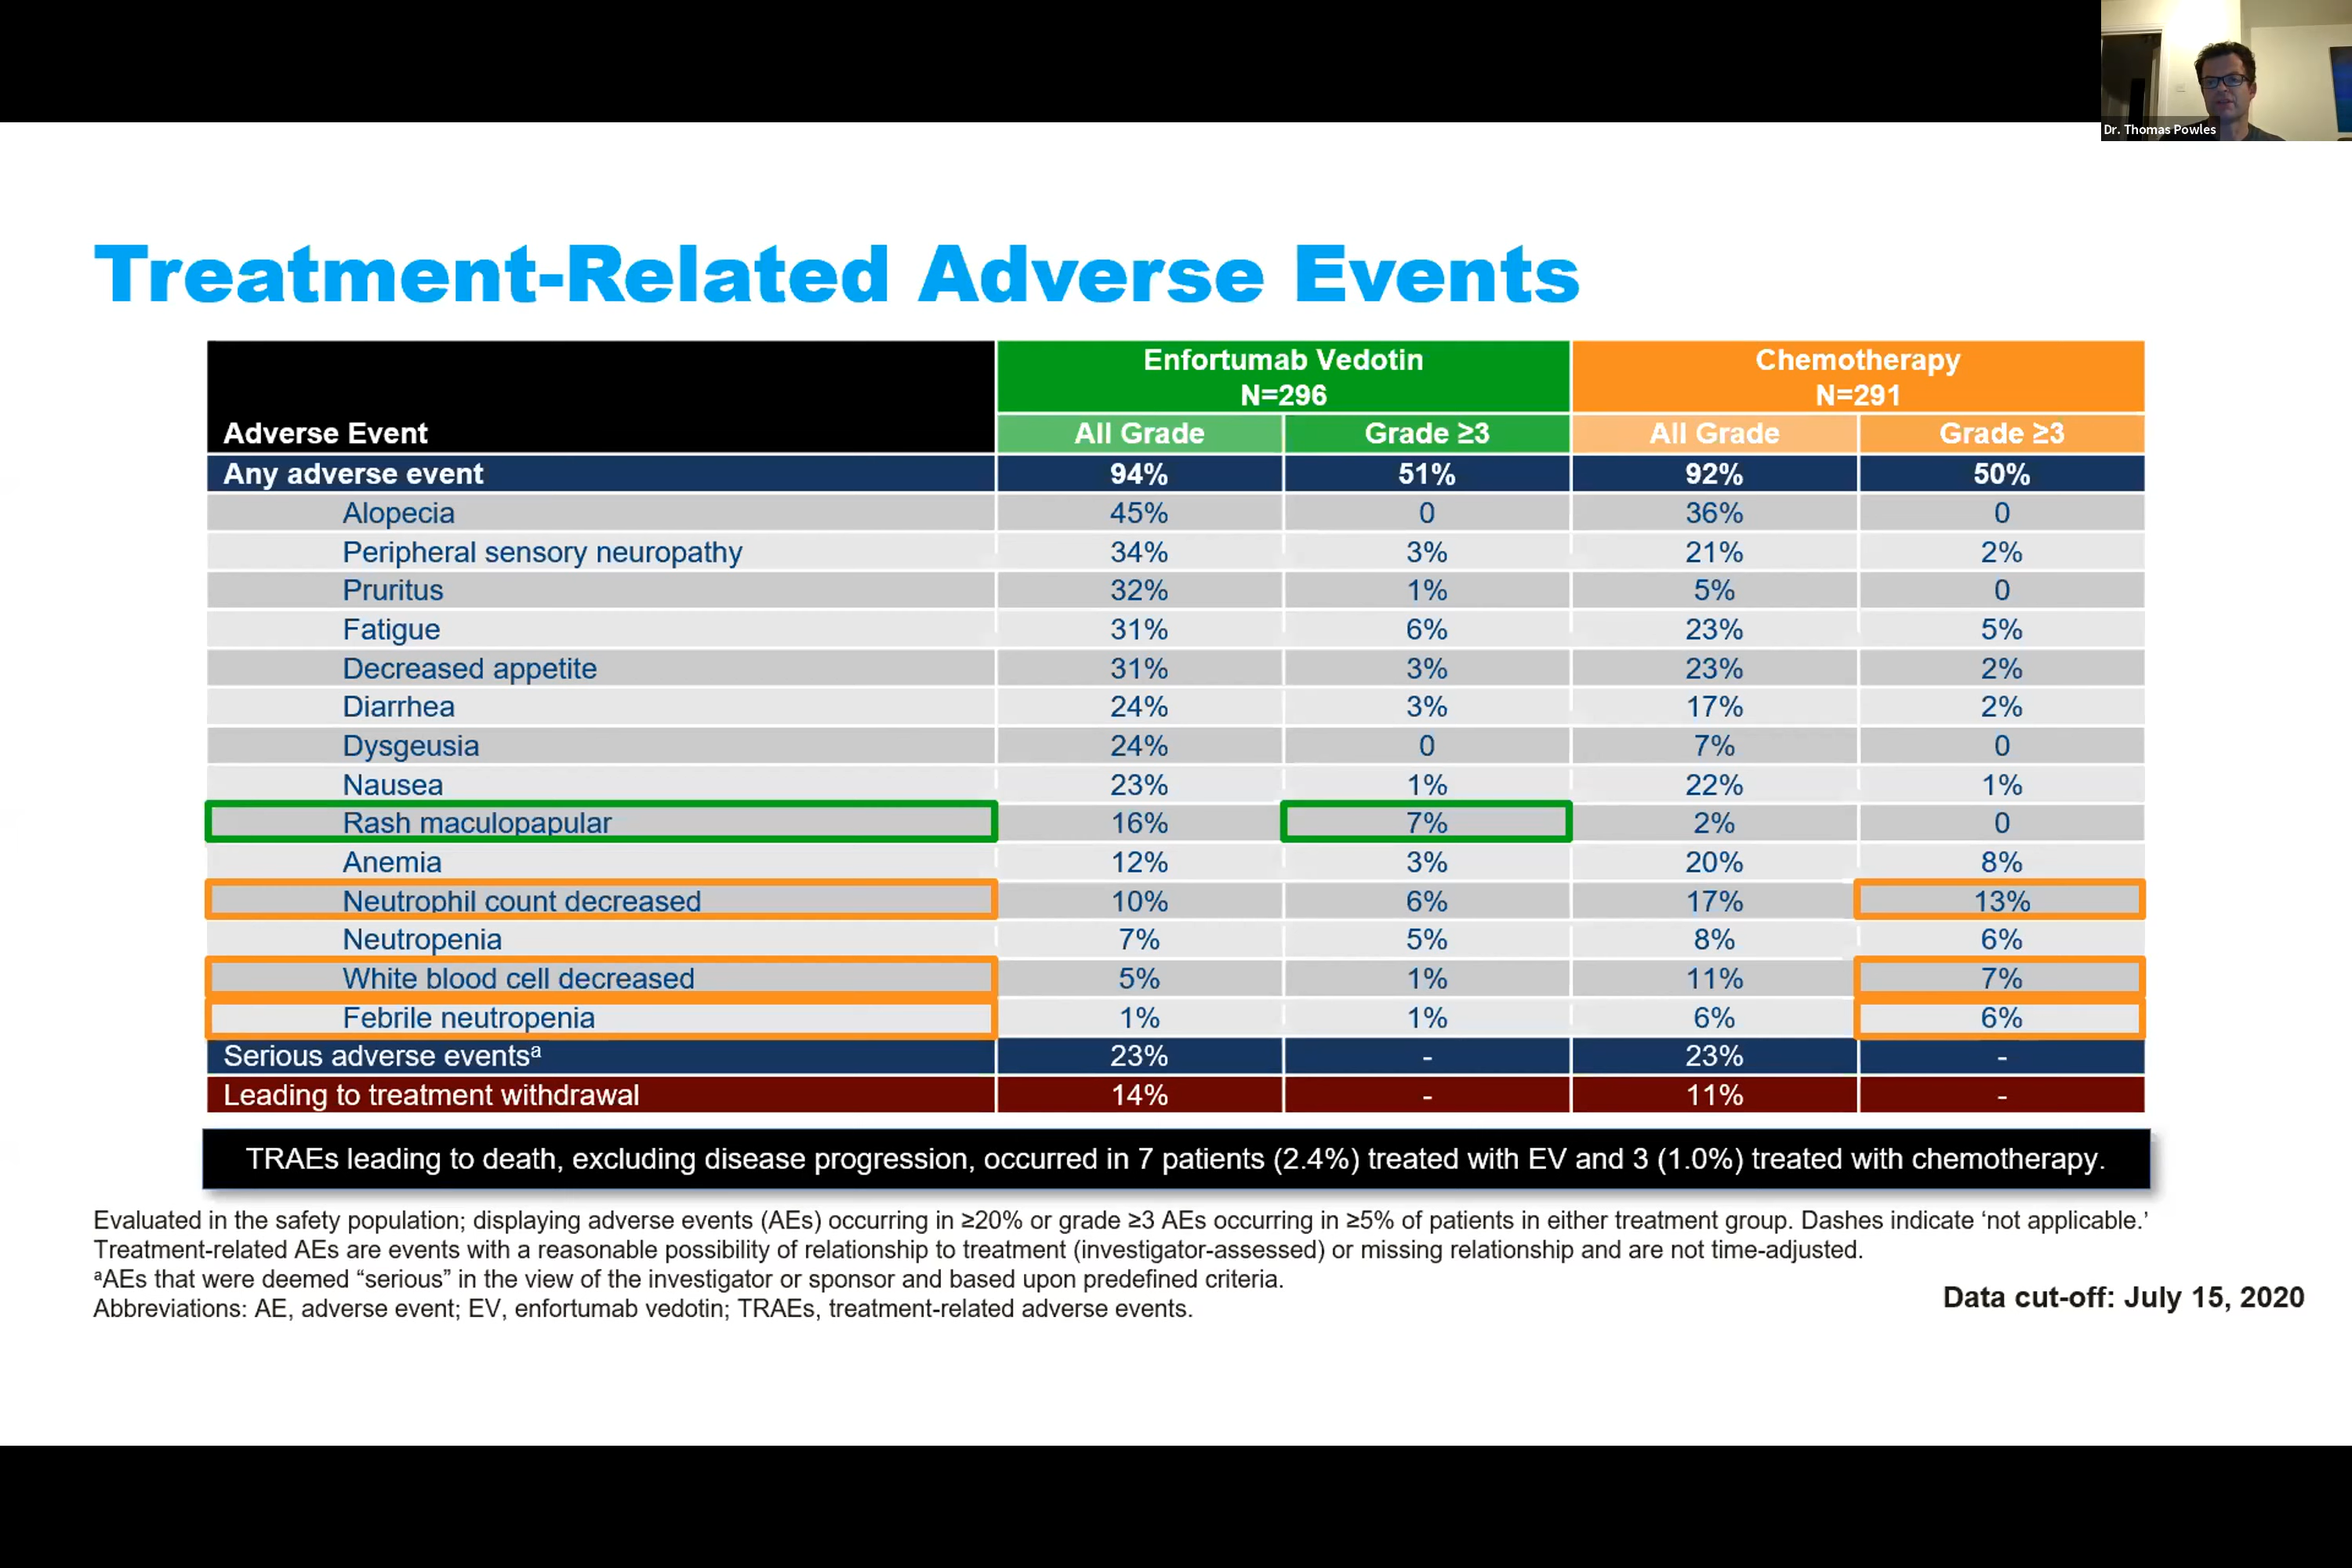 Dr. Thomas Powles
Treatment-Related Adverse Events
Enfortumab Vedotin Chemotherapy
N=296 N=291
Adverse Event All Grade Grade ≥3 All Grade Grade ≥3
Any adverse event 94% 51% 92% 50%
Alopecia 45% 0 36% 0
Peripheral sensory neuropathy 34% 3% 21% 2%
Pruritus 32% 1% 5% 0
Fatigue 31% 6% 23% 5%
Decreased appetite 31% 3% 23% 2%
Diarrhea 24% 3% 17% 2%
Dysgeusia 24% 0 7% 0
Nausea 23% 1% 22% 1%
Rash maculopapular 16% 7% 2% 0
Anemia 12% 3% 20% 8%
Neutrophil count decreased 10% 6% 17% 13%
Neutropenia 7% 5% 8% 6%
White blood cell decreased 5% 1% 11% 7%
Febrile neutropenia 1% 1% 6% 6%
Serious adverse eventsᵃ 23% - 23% -
Leading to treatment withdrawal 14% - 11% -
TRAEs leading to death, excluding disease progression, occurred in 7 patients (2.4%) treated with EV and 3 (1.0%) treated with chemotherapy.
Evaluated in the safety population; displaying adverse events (AEs) occurring in ≥20% or grade ≥3 AEs occurring in ≥5% of patients in either treatment group. Dashes indicate ‘not applicable.’
Treatment-related AEs are events with a reasonable possibility of relationship to treatment (investigator-assessed) or missing relationship and are not time-adjusted.
ᵃAEs that were deemed “serious” in the view of the investigator or sponsor and based upon predefined criteria.
Abbreviations: AE, adverse event; EV, enfortumab vedotin; TRAEs, treatment-related adverse events.
Data cut-off: July 15, 2020